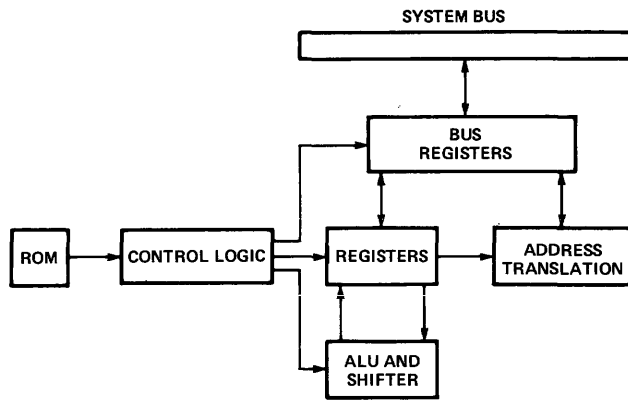 SYSTEM BUS
BUS
REGISTERS
ROM
CONTROL LOGIC
REGISTERS
ADDRESS
TRANSLATION
ALU AND
SHIFTER